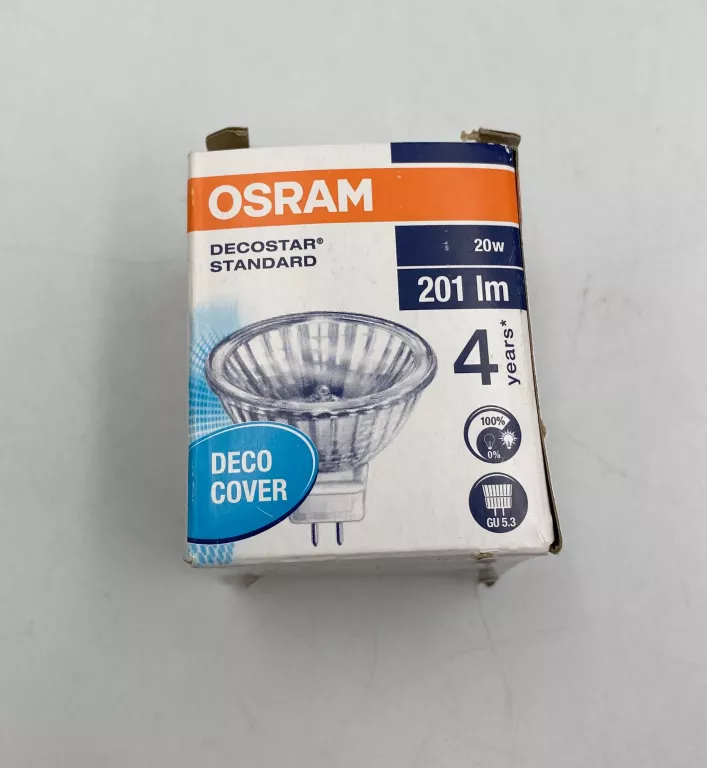 OSRAM
DECOSTAR®
STANDARD
20w
201 lm
4
years*
100%
0%
DECO
COVER
GU 5.3